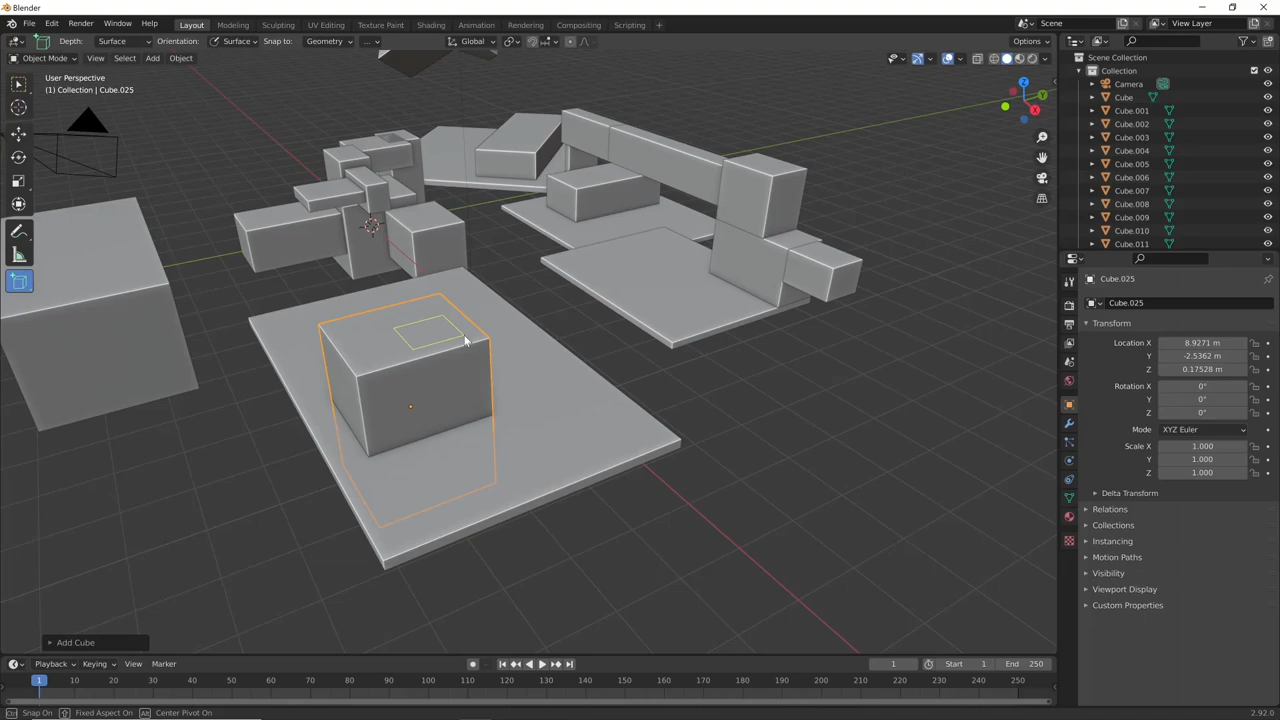 Blender
File Edit Render Window Help Layout Modeling Sculpting UV Editing Texture Paint Shading Animation Rendering Compositing Scripting + Scene View Layer
Depth: Surface Orientation: Surface Snap to: Geometry ... Global Options
Object Mode View Select Add Object
User Perspective
(1) Collection | Cube.025
Z
Y
X
Scene Collection
Collection
Camera
Cube
Cube.001
Cube.002
Cube.003
Cube.004
Cube.005
Cube.006
Cube.007
Cube.008
Cube.009
Cube.010
Cube.011
Cube.025
Cube.025
Transform
Location X 8.9271 m
Y -2.5362 m
Z 0.17528 m
Rotation X 0°
Y 0°
Z 0°
Mode XYZ Euler
Scale X 1.000
Y 1.000
Z 1.000
Delta Transform
Relations
Collections
Instancing
Motion Paths
Visibility
Viewport Display
Custom Properties
Add Cube
Playback Keying View Marker 1 Start 1 End 250
1 10 20 30 40 50 60 70 80 90 100 110 120 130 140 150 160 170 180 190 200 210 220 230 240 250
Ctrl Snap On Fixed Aspect On Alt Center Pivot On 2.92.0